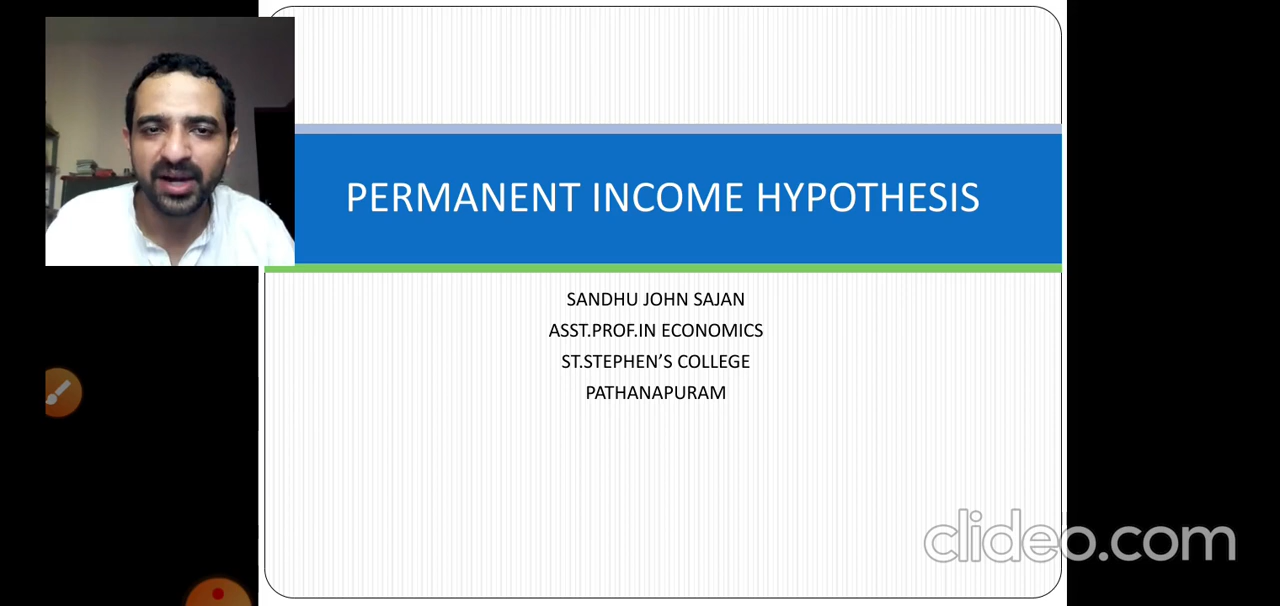 PERMANENT INCOME HYPOTHESIS
SANDHU JOHN SAJAN
ASST.PROF.IN ECONOMICS
ST.STEPHEN’S COLLEGE
PATHANAPURAM
clideo.com